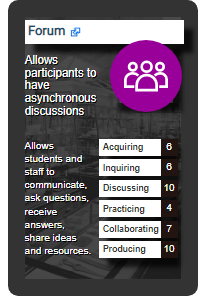 Forum
Allows
participants to
have
asynchronous
discussions
Allows
students and
staff to
communicate,
ask questions,
receive
answers,
share ideas
and resources.
Acquiring 6
Inquiring 6
Discussing 10
Practicing 4
Collaborating 7
Producing 10